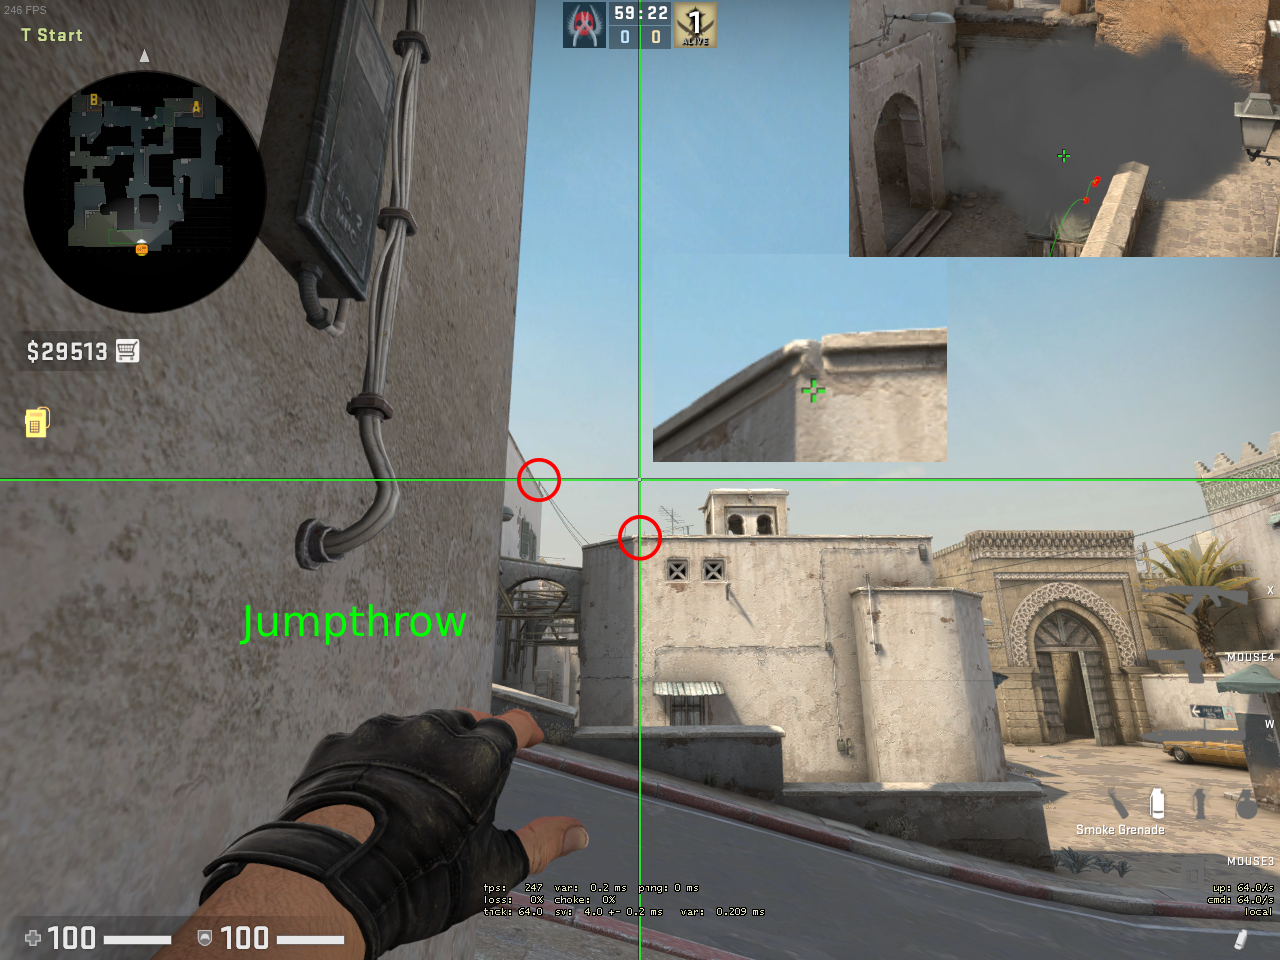 246 FPS
T Start
59:22
0 0
1
ALIVE
B
A
$29513
Jumpthrow
X
MOUSE4
W
Smoke Grenade
MOUSE3
fps: 247 var: 0.2 ms ping: 0 ms
loss: 0% choke: 0%
tick: 64.0 sv: 4.0 +- 0.2 ms var: 0.209 ms
up: 64.0/s
cmd: 64.0/s
local
100
100